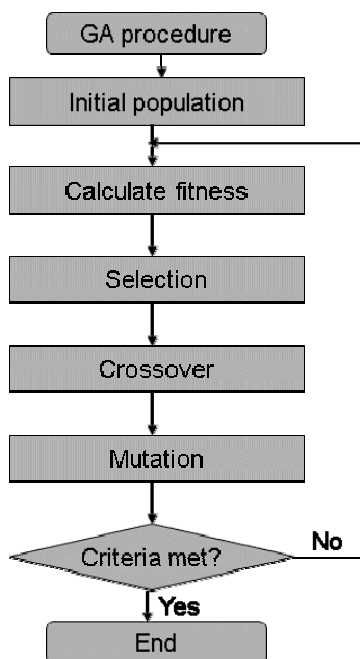 GA procedure
Initial population
Calculate fitness
Selection
Crossover
Mutation
Criteria met?
No
Yes
End